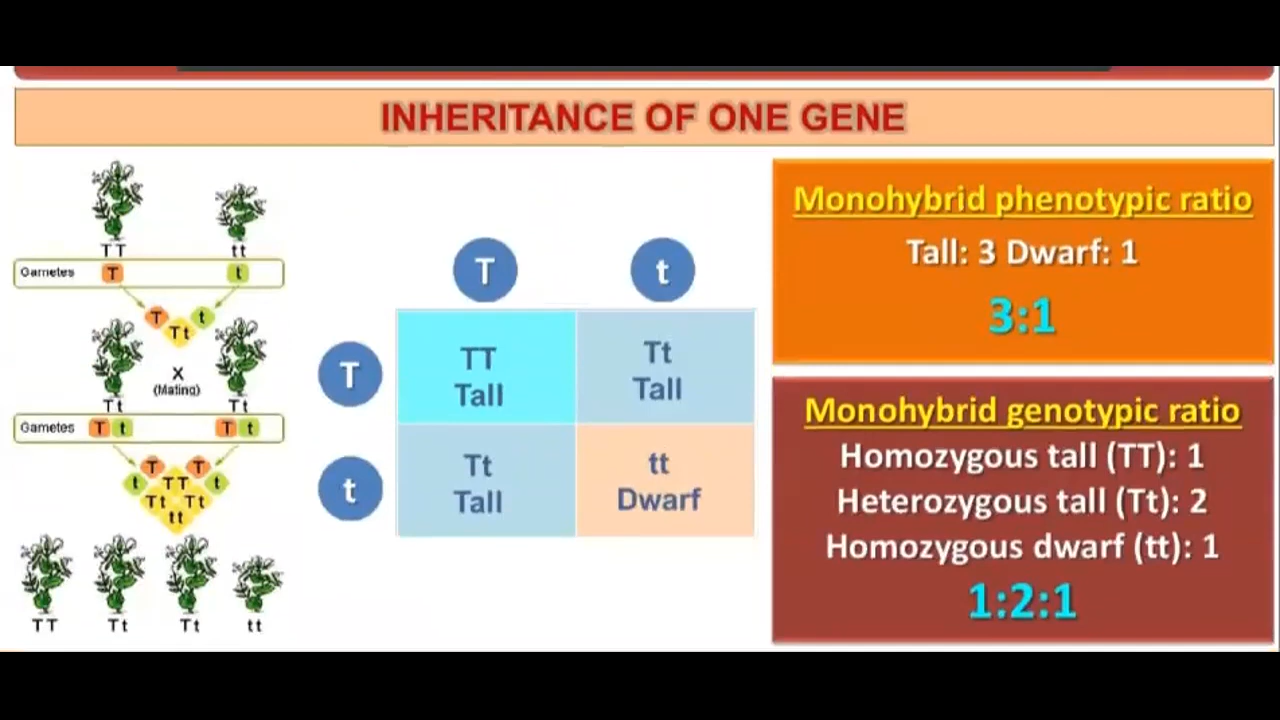 INHERITANCE OF ONE GENE
TT tt
Gametes T t
T t
Tt
X
(Mating)
Tt Tt
Gametes T t T t
T T
t TT t
Tt Tt
tt
TT Tt Tt tt
T t
T
TT
Tall
Tt
Tall
t
Tt
Tall
tt
Dwarf
Monohybrid phenotypic ratio
Tall: 3 Dwarf: 1
3:1
Monohybrid genotypic ratio
Homozygous tall (TT): 1
Heterozygous tall (Tt): 2
Homozygous dwarf (tt): 1
1:2:1